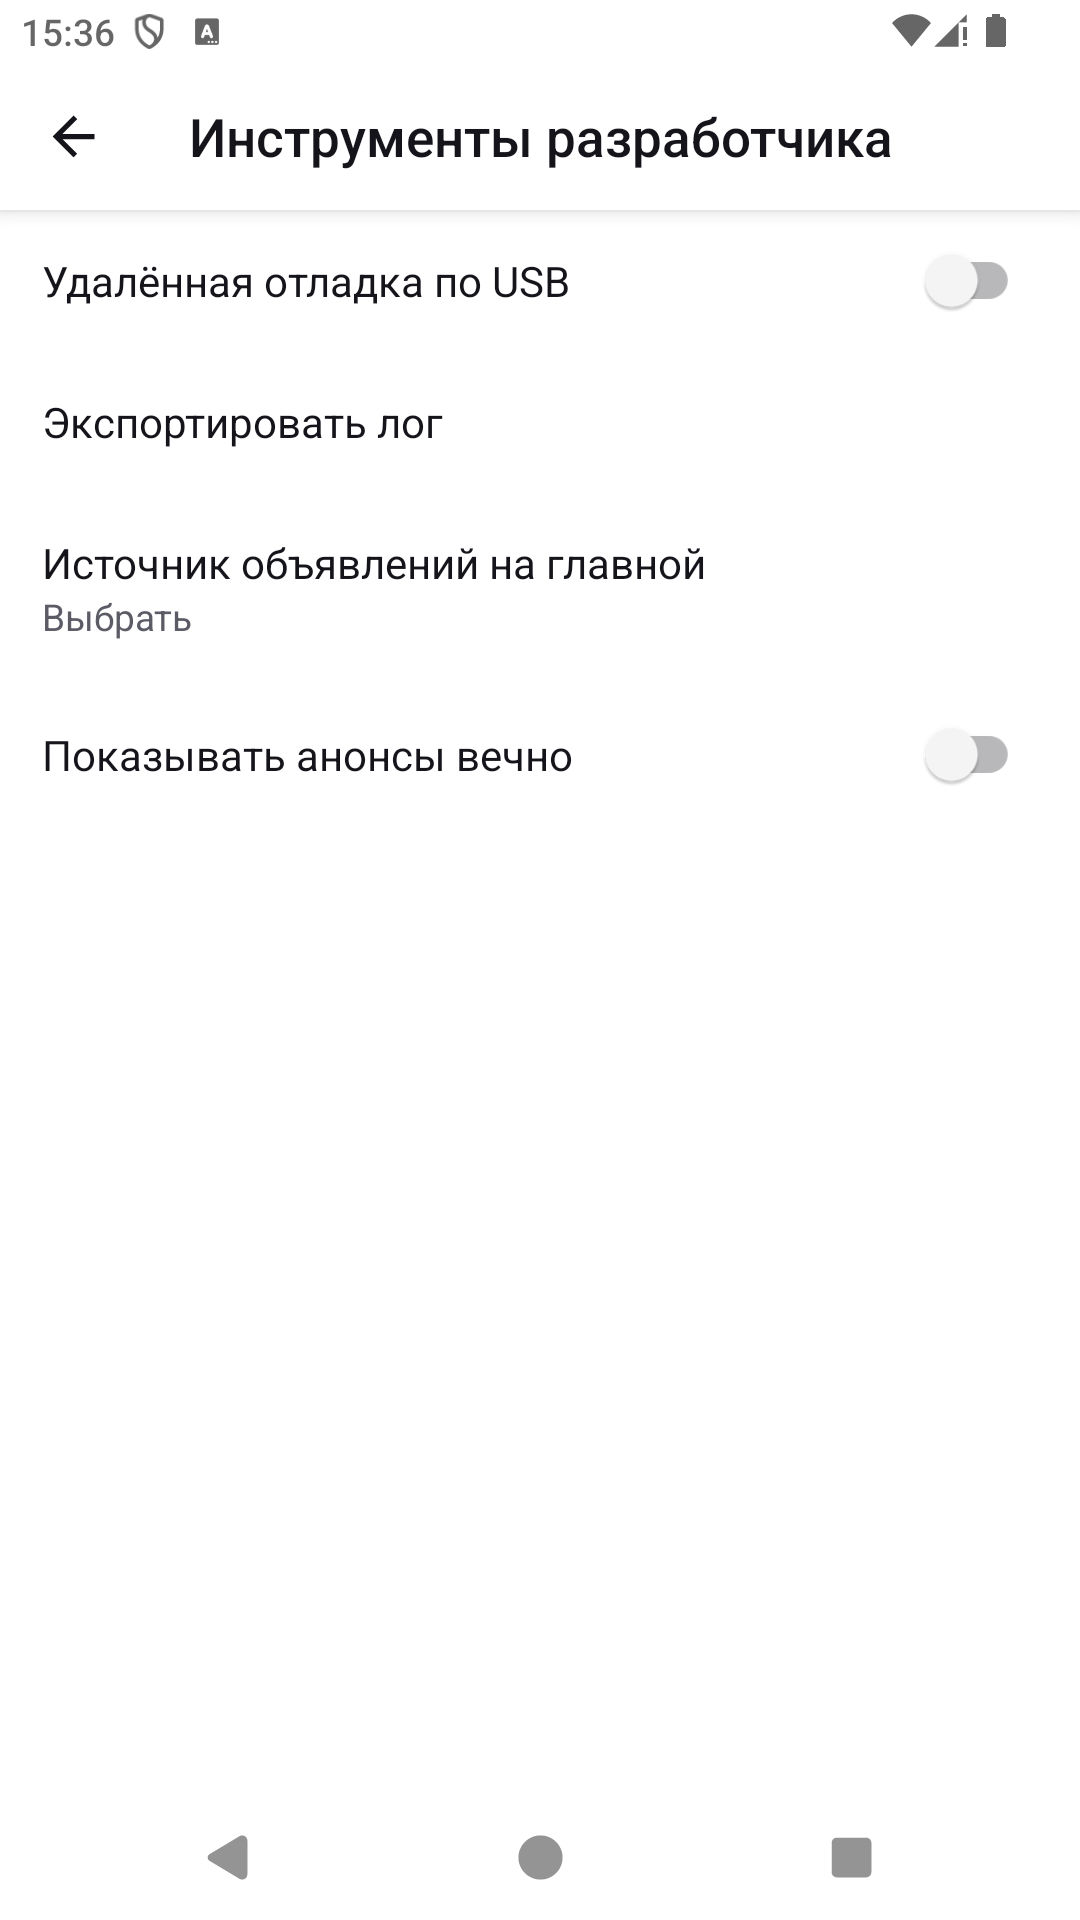 15:36
Инструменты разработчика
Удалённая отладка по USB
Экспортировать лог
Источник объявлений на главной
Выбрать
Показывать анонсы вечно